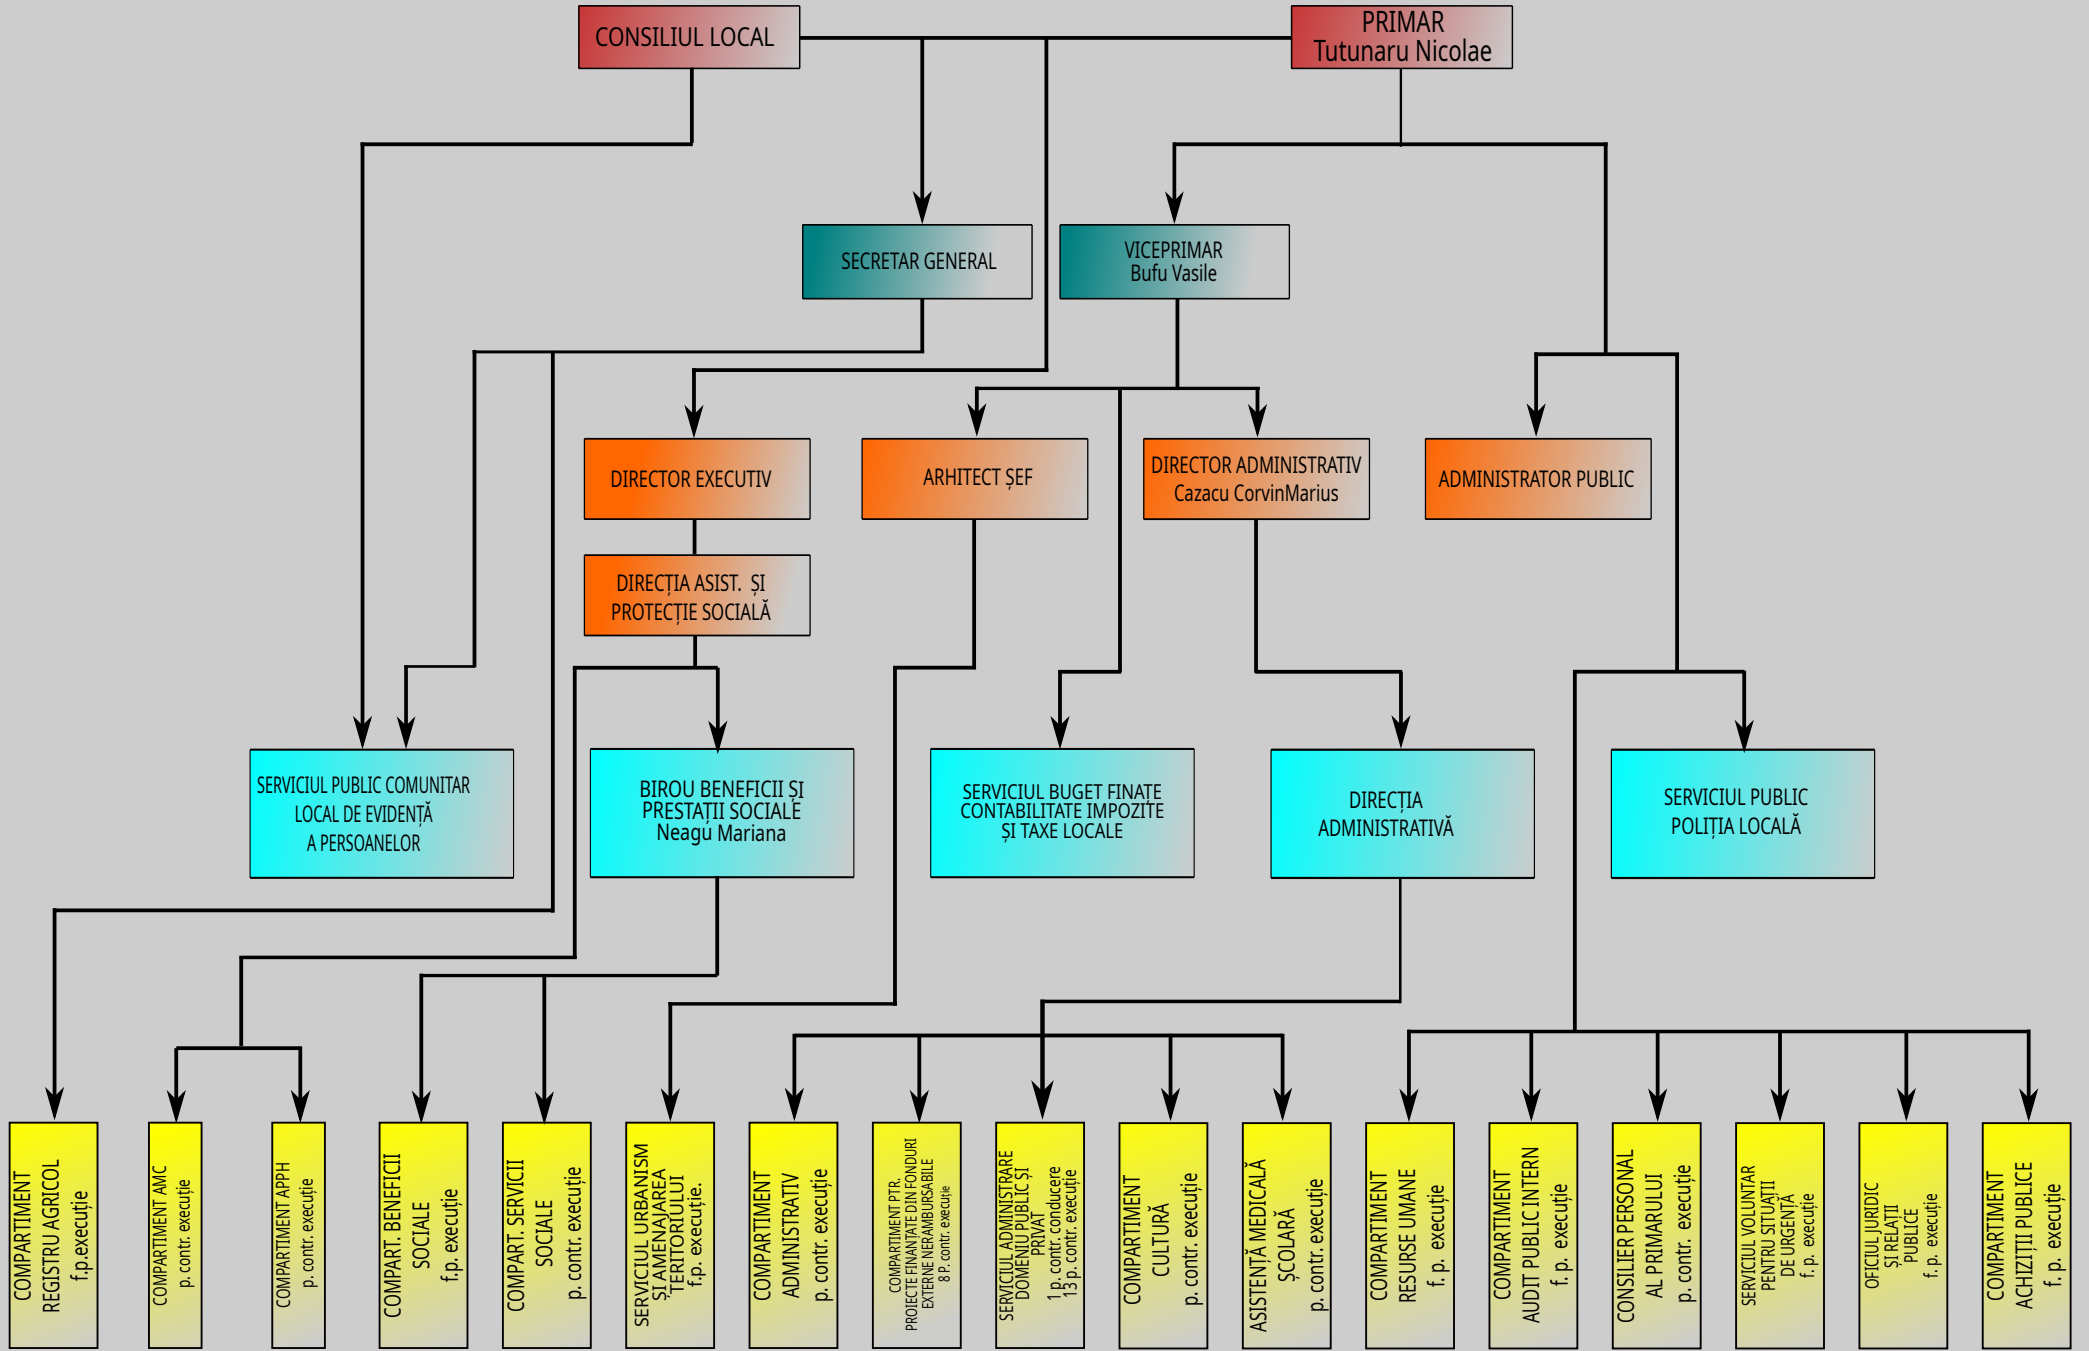 CONSILIUL LOCAL
PRIMAR
Tutunaru Nicolae
SECRETAR GENERAL
VICEPRIMAR
Bufu Vasile
DIRECTOR EXECUTIV
ARHITECT ȘEF
DIRECTOR ADMINISTRATIV
Cazacu CorvinMarius
ADMINISTRATOR PUBLIC
DIRECȚIA ASIST. ȘI
PROTECȚIE SOCIALĂ
SERVICIUL PUBLIC COMUNITAR
LOCAL DE EVIDENȚĂ
A PERSOANELOR
BIROU BENEFICII ȘI
PRESTAȚII SOCIALE
Neagu Mariana
SERVICIUL BUGET FINAȚE
CONTABILITATE IMPOZITE
ȘI TAXE LOCALE
DIRECȚIA
ADMINISTRATIVĂ
SERVICIUL PUBLIC
POLIȚIA LOCALĂ
COMPARTIMENT
REGISTRU AGRICOL
f.p.execuție
COMPARTIMENT AMC
p. contr. execuție
COMPARTIMENT APPH
p. contr. execuție
COMPART. BENEFICII
SOCIALE
f.p. execuție
COMPART. SERVICII
SOCIALE
p. contr. execuție
SERVICIUL URBANISM
ȘI AMENAJAREA
TERITORIULUI
f.p. execuție.
COMPARTIMENT
ADMINISTRATIV
p. contr. execuție
COMPARTIMENT PTR.
PROIECTE FINANȚATE DIN FONDURI
EXTERNE NERAMBURSABILE
8 P. contr. execuție
SERVICIUL ADMINISTRARE
DOMENIU PUBLIC ȘI
PRIVAT
1 p. contr. conducere
13 p. contr. execuție
COMPARTIMENT
CULTURĂ
p. contr. execuție
ASISTENȚĂ MEDICALĂ
ȘCOLARĂ
p. contr. execuție
COMPARTIMENT
RESURSE UMANE
f. p. execuție
COMPARTIMENT
AUDIT PUBLIC INTERN
f. p. execuție
CONSILIER PERSONAL
AL PRIMARULUI
p. contr. execuție
SERVICIUL VOLUNTAR
PENTRU SITUAȚII
DE URGENȚĂ
f. p. execuție
OFICIUL JURIDIC
ȘI RELAȚII
PUBLICE
f. p. execuție
COMPARTIMENT
ACHIZIȚII PUBLICE
f. p. execuție